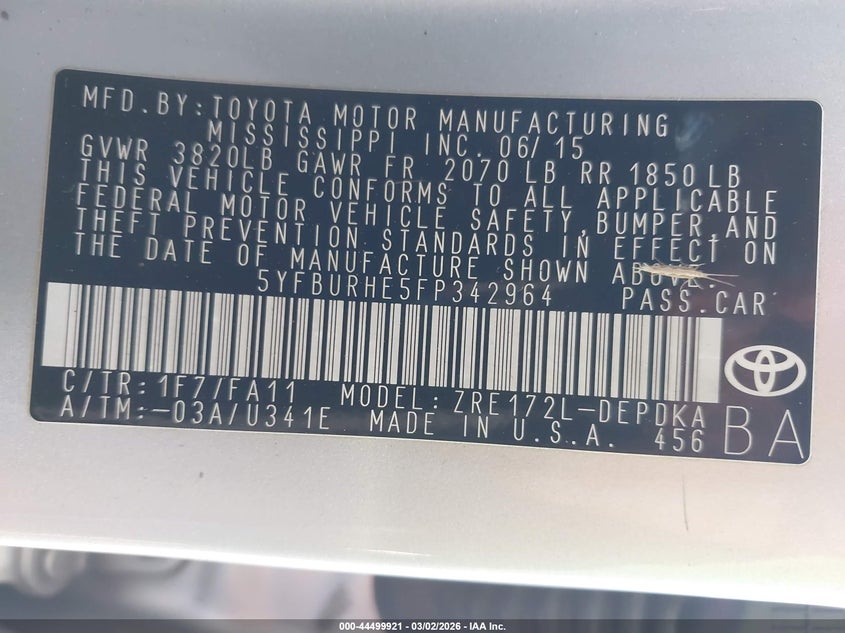 MFD.BY:TOYOTA MOTOR MANUFACTURING
MISSISSIPPI INC. 06/15
GVWR 3820LB GAWR FR 2070 LB RR 1850 LB
THIS VEHICLE CONFORMS TO ALL APPLICABLE
FEDERAL MOTOR VEHICLE SAFETY,BUMPER,AND
THEFT PREVENTION STANDARDS IN EFFECT ON
THE DATE OF MANUFACTURE SHOWN ABOVE.
5YFBURHE5FP342964 PASS.CAR
C/TR:1F7/FA11 MODEL:ZRE172L-DEPDKA
A/TM:-03A/U341E MADE IN U.S.A. 456
BA
000-44499921 - 03/02/2026 - IAA Inc.